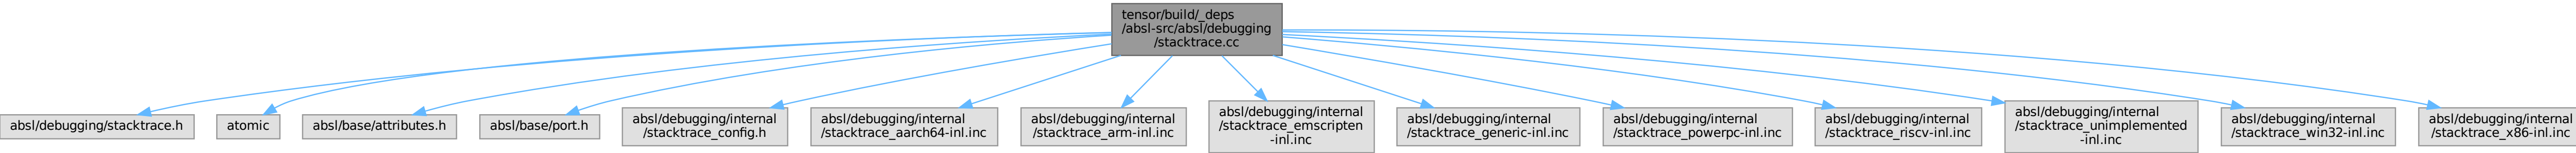 tensor/build/_deps
/absl-src/absl/debugging
/stacktrace.cc
absl/debugging/stacktrace.h
atomic
absl/base/attributes.h
absl/base/port.h
absl/debugging/internal
/stacktrace_config.h
absl/debugging/internal
/stacktrace_aarch64-inl.inc
absl/debugging/internal
/stacktrace_arm-inl.inc
absl/debugging/internal
/stacktrace_emscripten
-inl.inc
absl/debugging/internal
/stacktrace_generic-inl.inc
absl/debugging/internal
/stacktrace_powerpc-inl.inc
absl/debugging/internal
/stacktrace_riscv-inl.inc
absl/debugging/internal
/stacktrace_unimplemented
-inl.inc
absl/debugging/internal
/stacktrace_win32-inl.inc
absl/debugging/internal
/stacktrace_x86-inl.inc